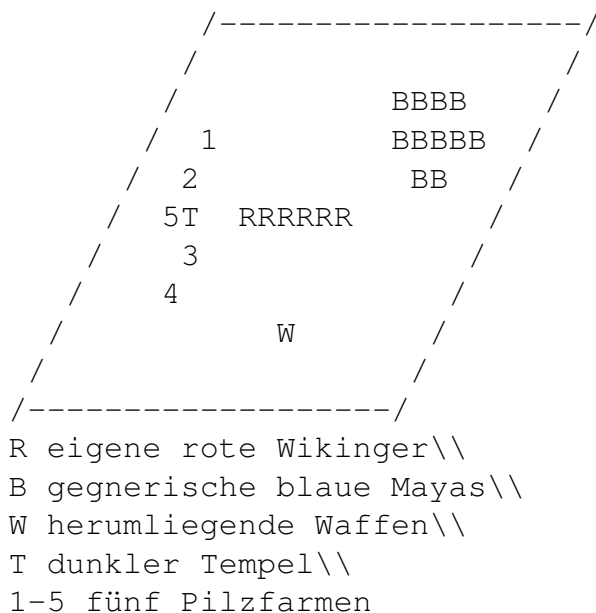 /-------------------/
         /                   /
        /           BBBB    /
       /  1         BBBBB  /
      /  2           BB   /
     /  5T  RRRRRR       /
    /    3              /
   /    4              /
  /           W       /
 /                   /
/-------------------/
R eigene rote Wikinger\\
B gegnerische blaue Mayas\\
W herumliegende Waffen\\
T dunkler Tempel\\
1-5 fünf Pilzfarmen